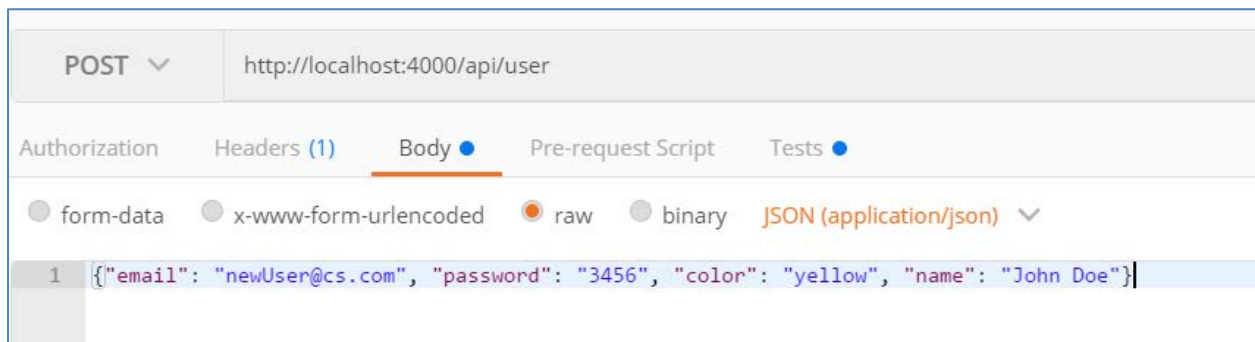 POST http://localhost:4000/api/user
Authorization Headers (1) Body Pre-request Script Tests
form-data x-www-form-urlencoded raw binary JSON (application/json)
1 {"email": "newUser@cs.com", "password": "3456", "color": "yellow", "name": "John Doe"}